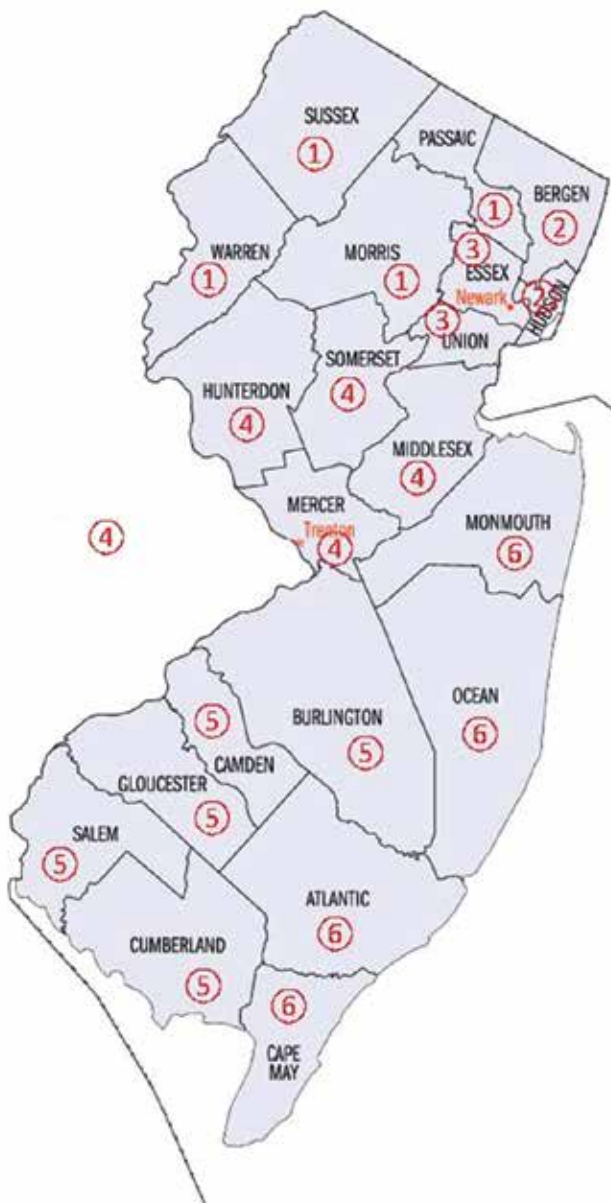 SUSSEX
①
PASSAIC
①
BERGEN
②
WARREN
①
MORRIS
①
③
ESSEX
Newark
②
HUDSON
③
UNION
SOMERSET
④
HUNTERDON
④
MIDDLESEX
④
MERCER
Trenton
④
④
MONMOUTH
⑥
OCEAN
⑥
BURLINGTON
⑤
⑤
CAMDEN
GLOUCESTER
⑤
SALEM
⑤
ATLANTIC
⑥
CUMBERLAND
⑤
⑥
CAPE
MAY